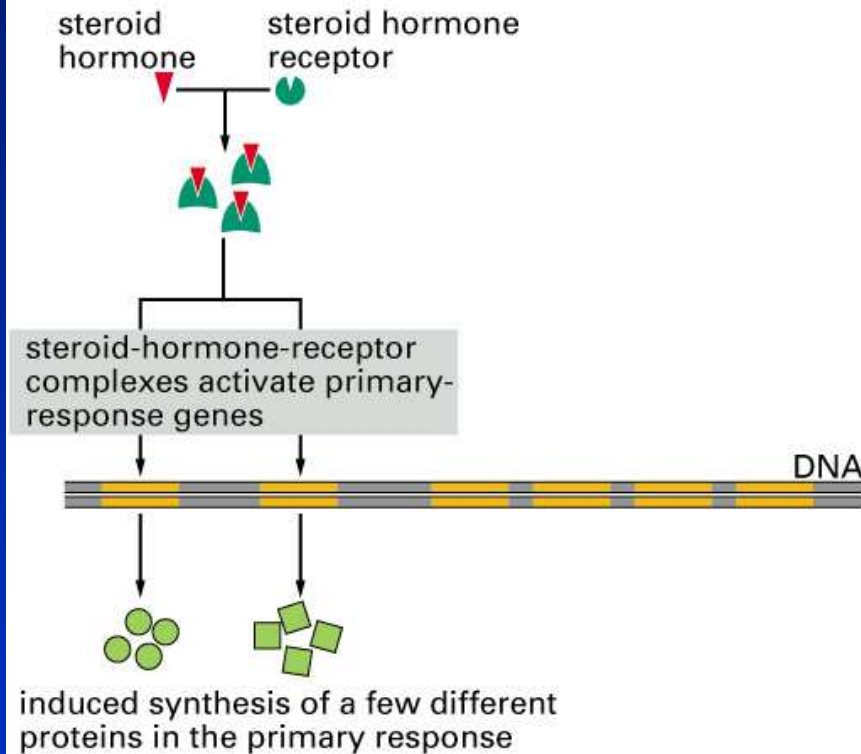 steroid
hormone
steroid hormone
receptor
steroid-hormone-receptor
complexes activate primary-
response genes
DNA
induced synthesis of a few different
proteins in the primary response